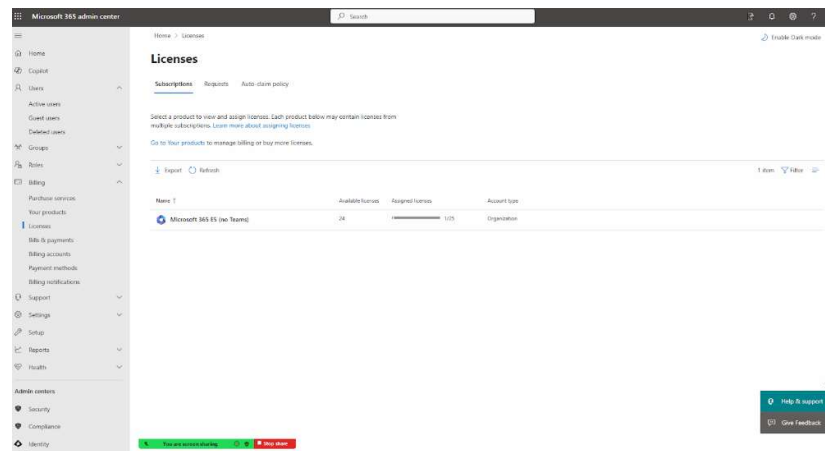 Microsoft 365 admin center
Search
Home > Licenses
Enable Dark mode
Licenses
Subscriptions Requests Auto-claim policy
Select a product to view and assign licenses. Each product below may contain licenses from
multiple subscriptions. Learn more about assigning licenses
Go to Your products to manage billing or buy more licenses.
Export Refresh
1 item Filter
Name ↑ Available licenses Assigned licenses Account type
Microsoft 365 E5 (no Teams) 24 1/25 Organization
Home
Copilot
Users
Active users
Guest users
Deleted users
Groups
Roles
Billing
Purchase services
Your products
Licenses
Bills & payments
Billing accounts
Payment methods
Billing notifications
Support
Settings
Setup
Reports
Health
Admin centers
Security
Compliance
Identity
You are screen sharing Stop share
Help & support
Give Feedback